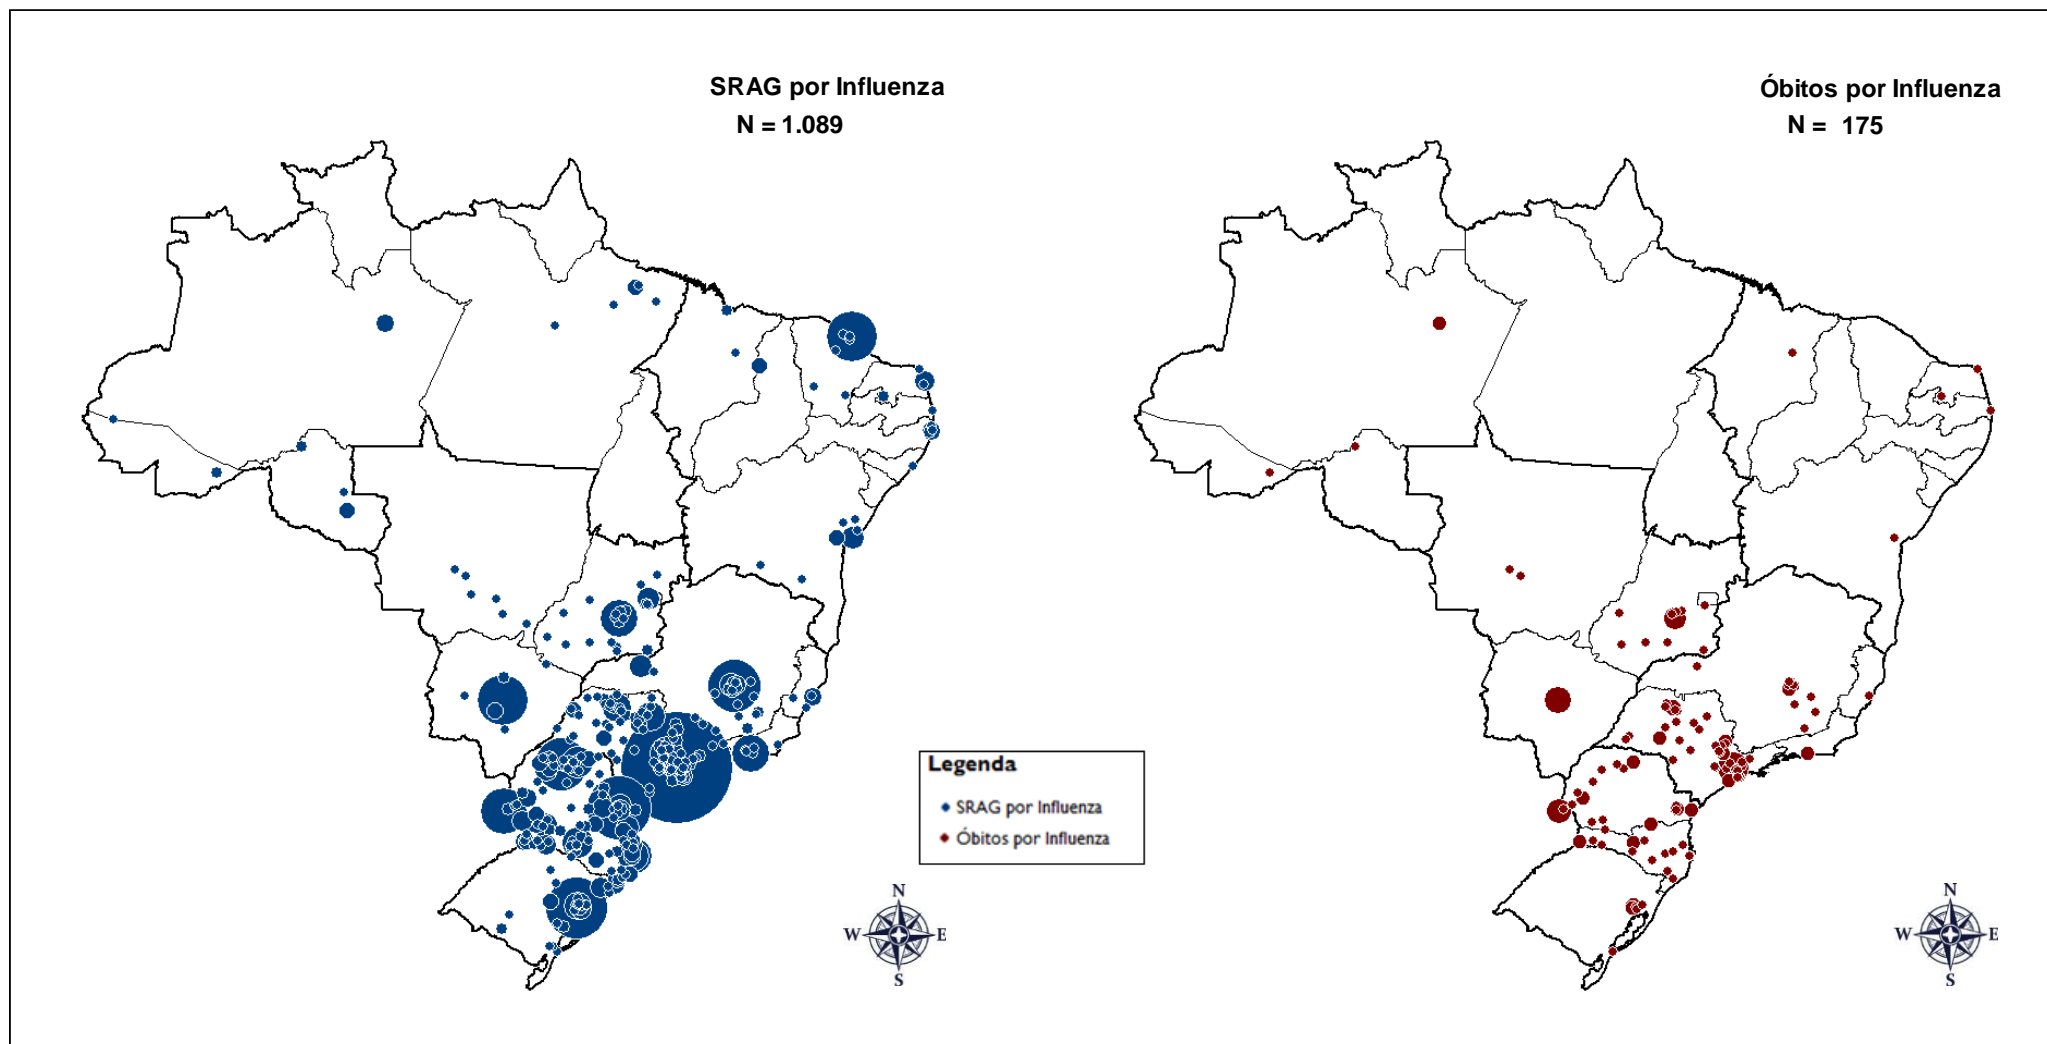 SRAG por Influenza
N = 1.089
Óbitos por Influenza
N = 175
Legenda
SRAG por Influenza
Óbitos por Influenza
N
W E
S
N
W E
S